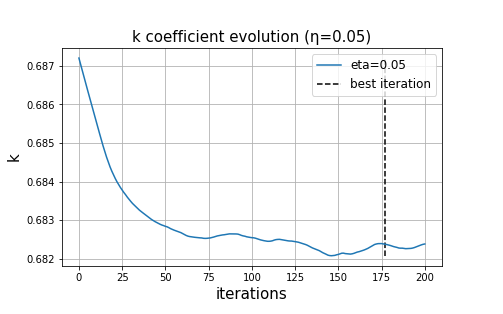 k coefficient evolution (η=0.05)
eta=0.05
best iteration
k
0.687
0.686
0.685
0.684
0.683
0.682
0 25 50 75 100 125 150 175 200
iterations